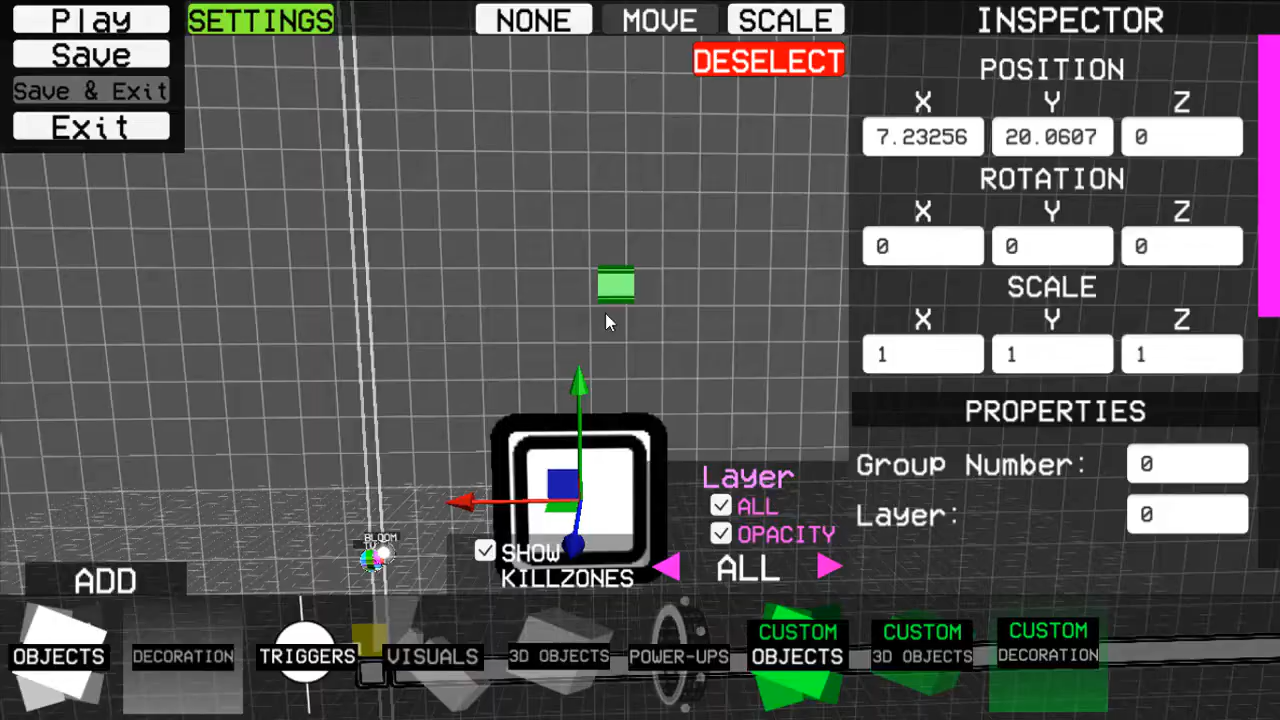 Play
Save
Save & Exit
Exit
SETTINGS
NONE
MOVE
SCALE
DESELECT
INSPECTOR
POSITION
X Y Z
7.23256 20.0607 0
ROTATION
X Y Z
0 0 0
SCALE
X Y Z
1 1 1
PROPERTIES
Group Number: 0
Layer: 0
Layer
ALL
OPACITY
ALL
SHOW
KILLZONES
BLOOM
ADD
OBJECTS
DECORATION
TRIGGERS
VISUALS
3D OBJECTS
POWER-UPS
CUSTOM
OBJECTS
CUSTOM
3D OBJECTS
CUSTOM
DECORATION